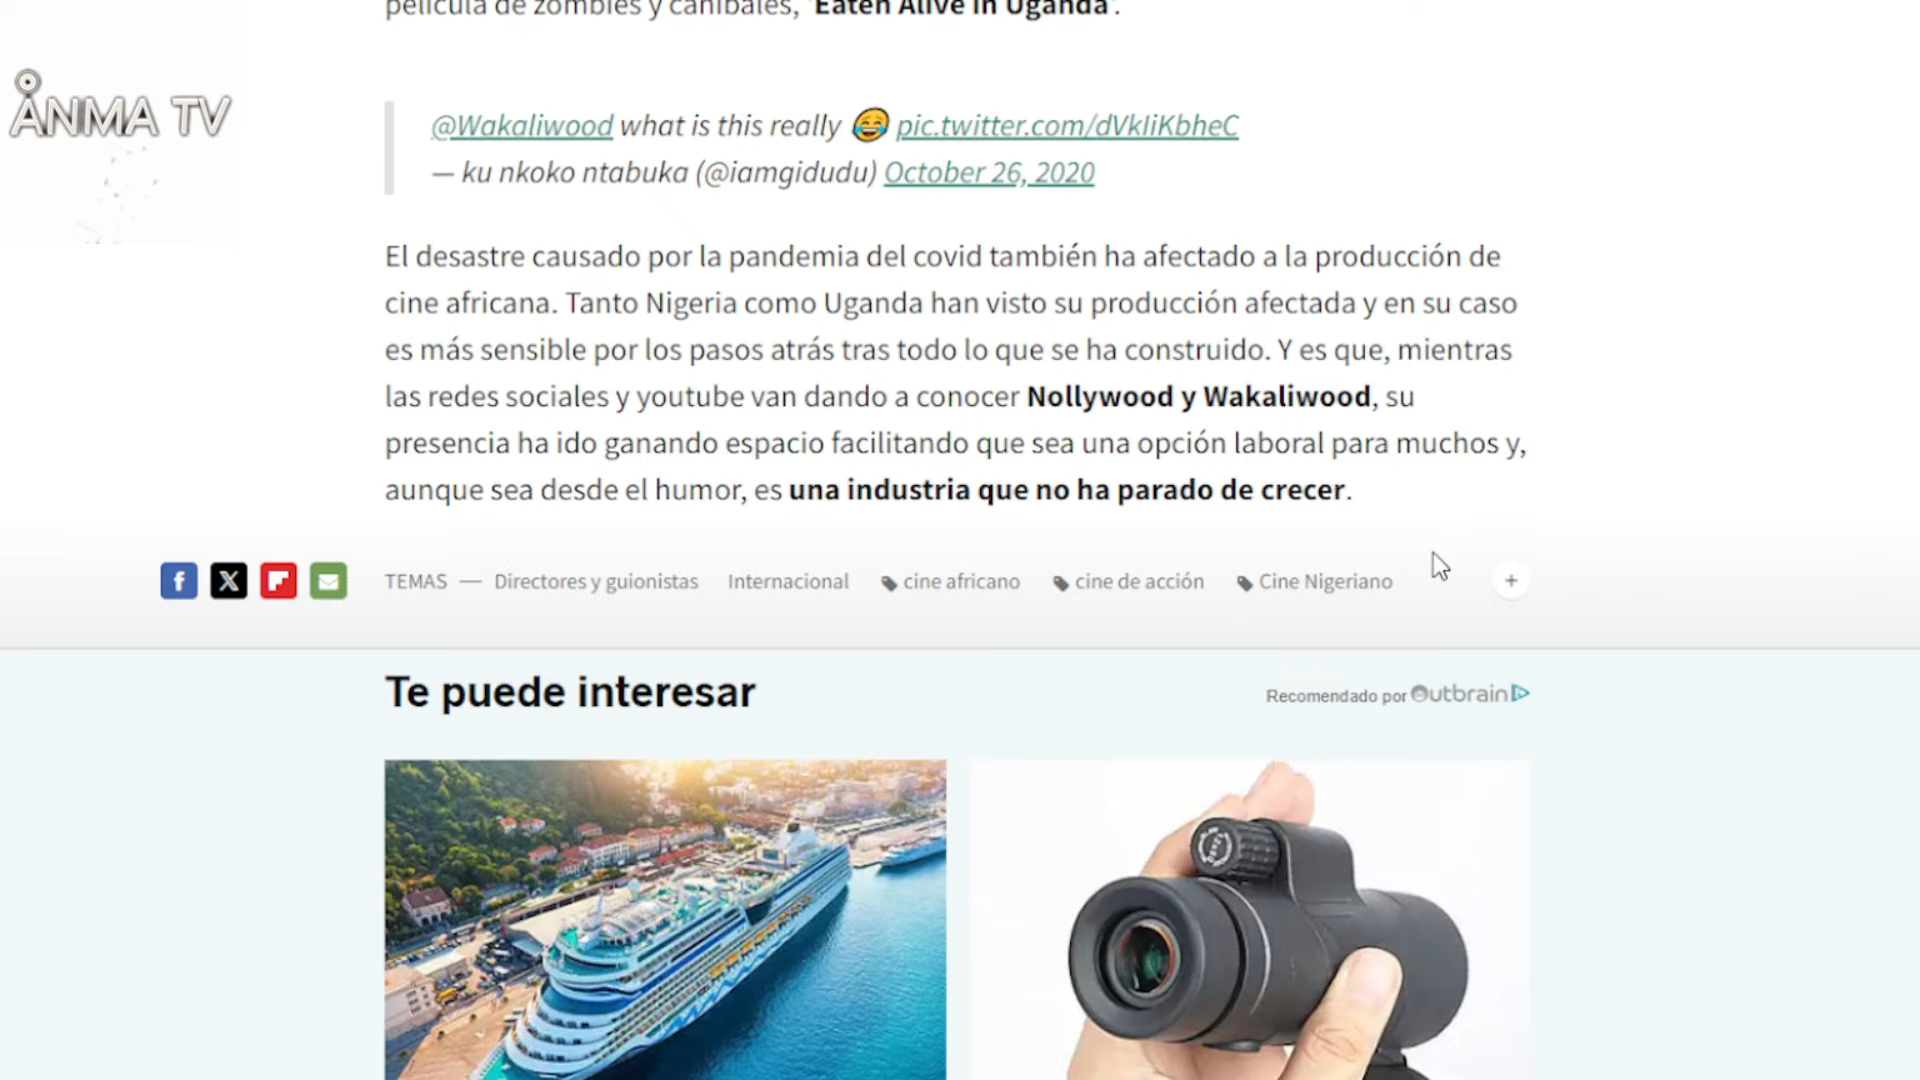 película de zombies y caníbales, 'Eaten Alive in Uganda'.
ÅNMA TV
@Wakaliwood what is this really 😂 pic.twitter.com/dVkIiKbheC
— ku nkoko ntabuka (@iamgidudu) October 26, 2020
El desastre causado por la pandemia del covid también ha afectado a la producción de
cine africana. Tanto Nigeria como Uganda han visto su producción afectada y en su caso
es más sensible por los pasos atrás tras todo lo que se ha construido. Y es que, mientras
las redes sociales y youtube van dando a conocer Nollywood y Wakaliwood, su
presencia ha ido ganando espacio facilitando que sea una opción laboral para muchos y,
aunque sea desde el humor, es una industria que no ha parado de crecer.
TEMAS — Directores y guionistas Internacional cine africano cine de acción Cine Nigeriano +
Te puede interesar
Recomendado por Outbrain